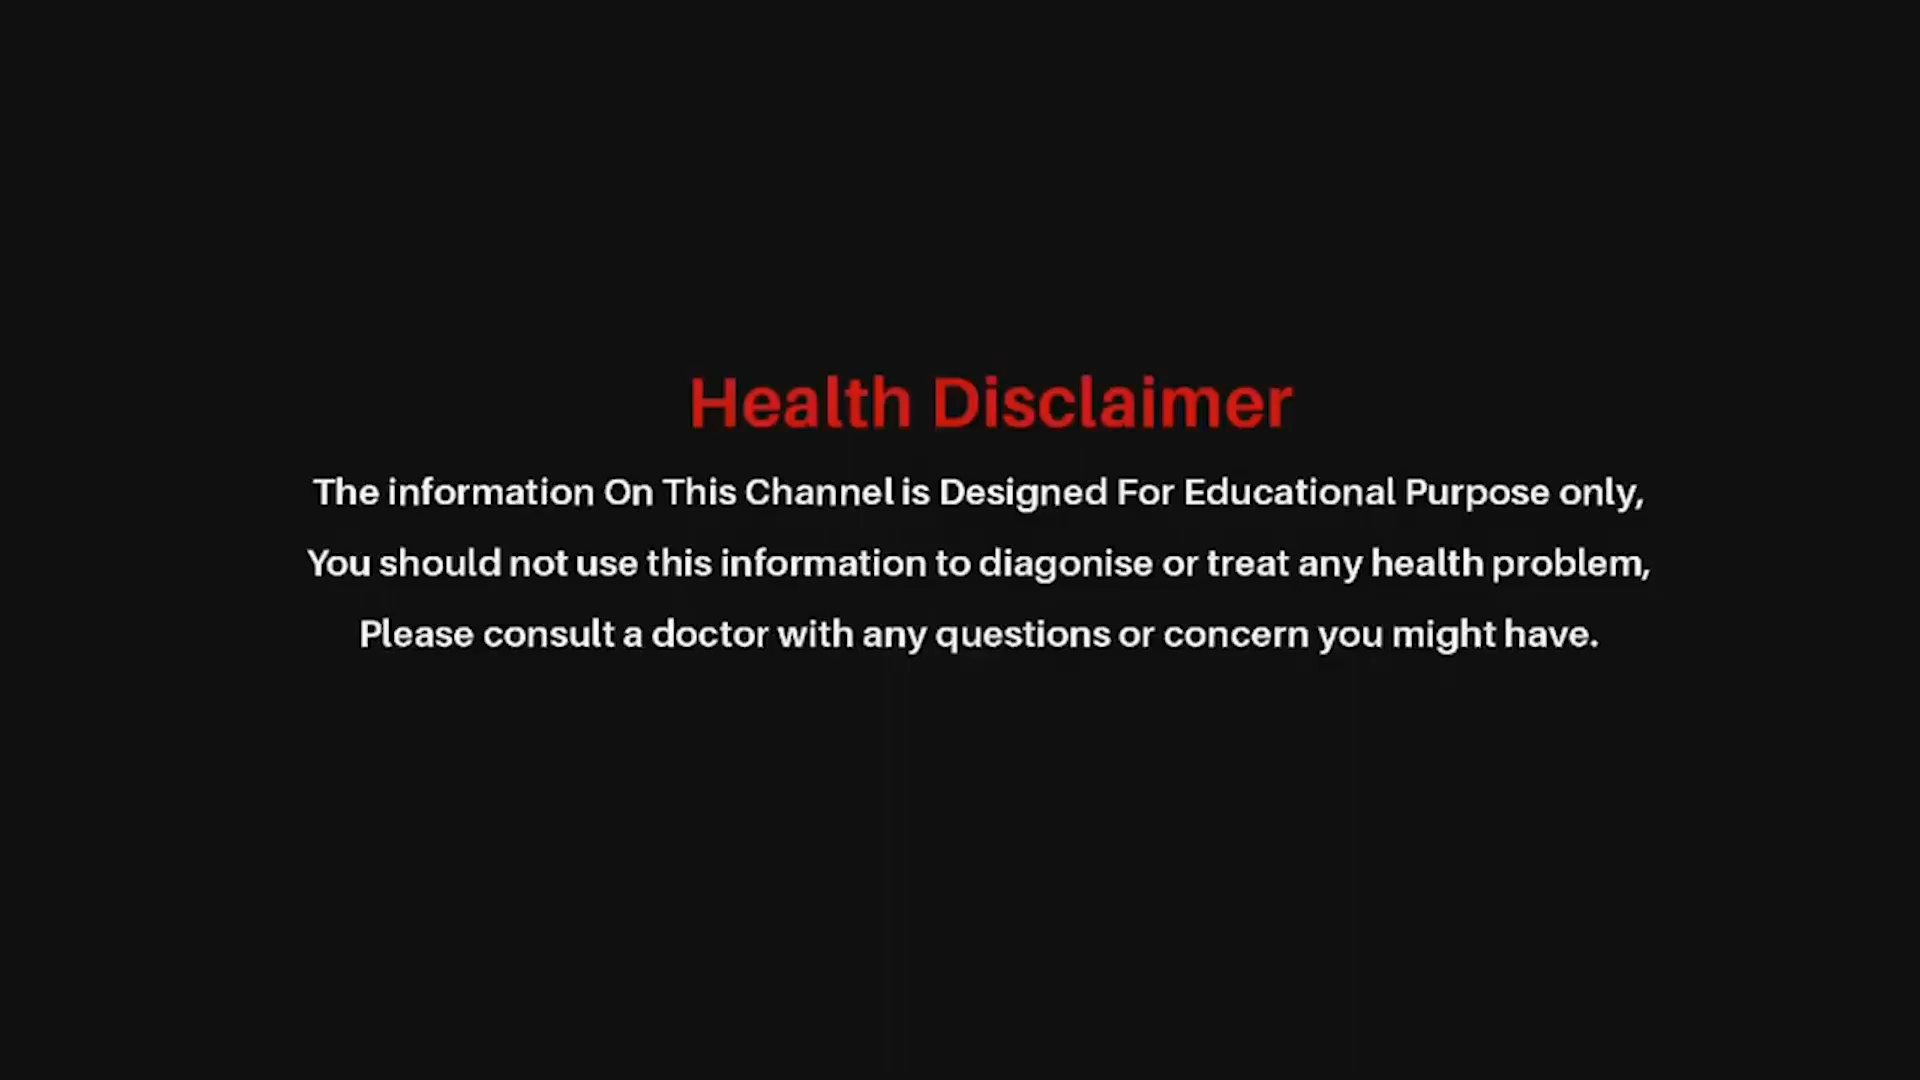 Health Disclaimer
The information On This Channel is Designed For Educational Purpose only,
You should not use this information to diagonise or treat any health problem,
Please consult a doctor with any questions or concern you might have.